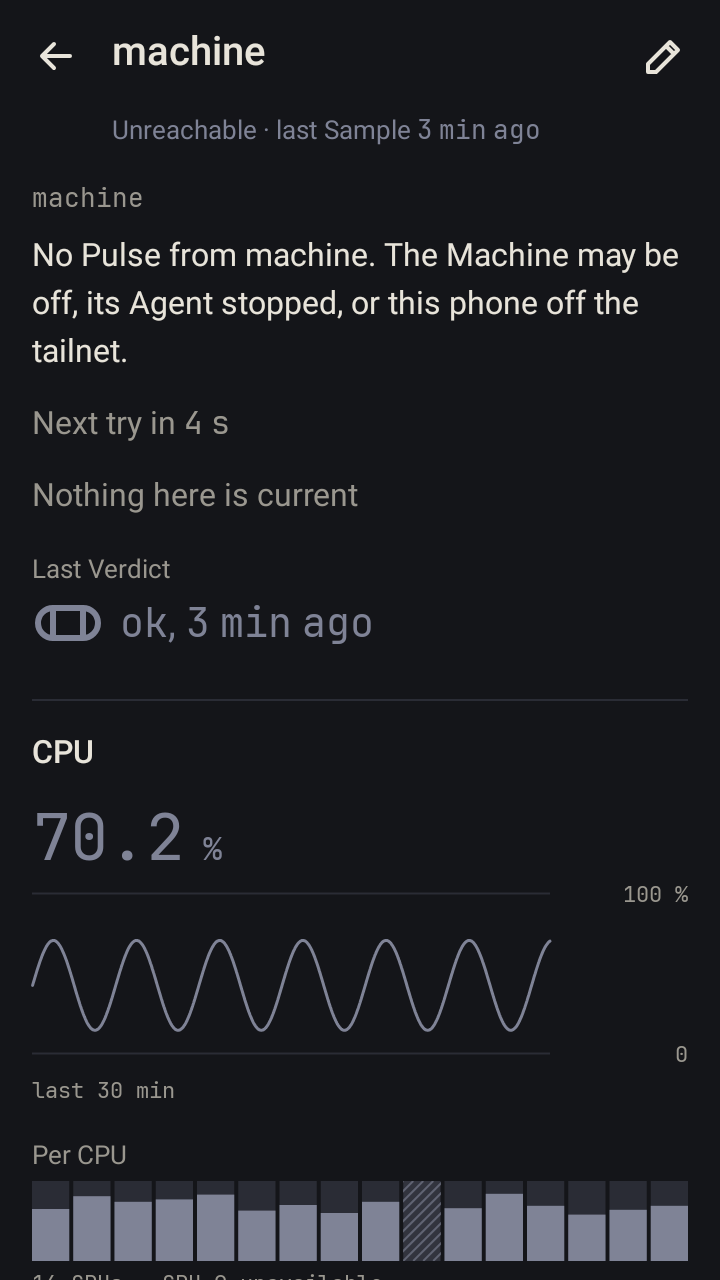 machine
Unreachable · last Sample 3 min ago
machine
No Pulse from machine. The Machine may be
off, its Agent stopped, or this phone off the
tailnet.
Next try in 4 s
Nothing here is current
Last Verdict
ok, 3 min ago
CPU
70.2 %
100 %
0
last 30 min
Per CPU